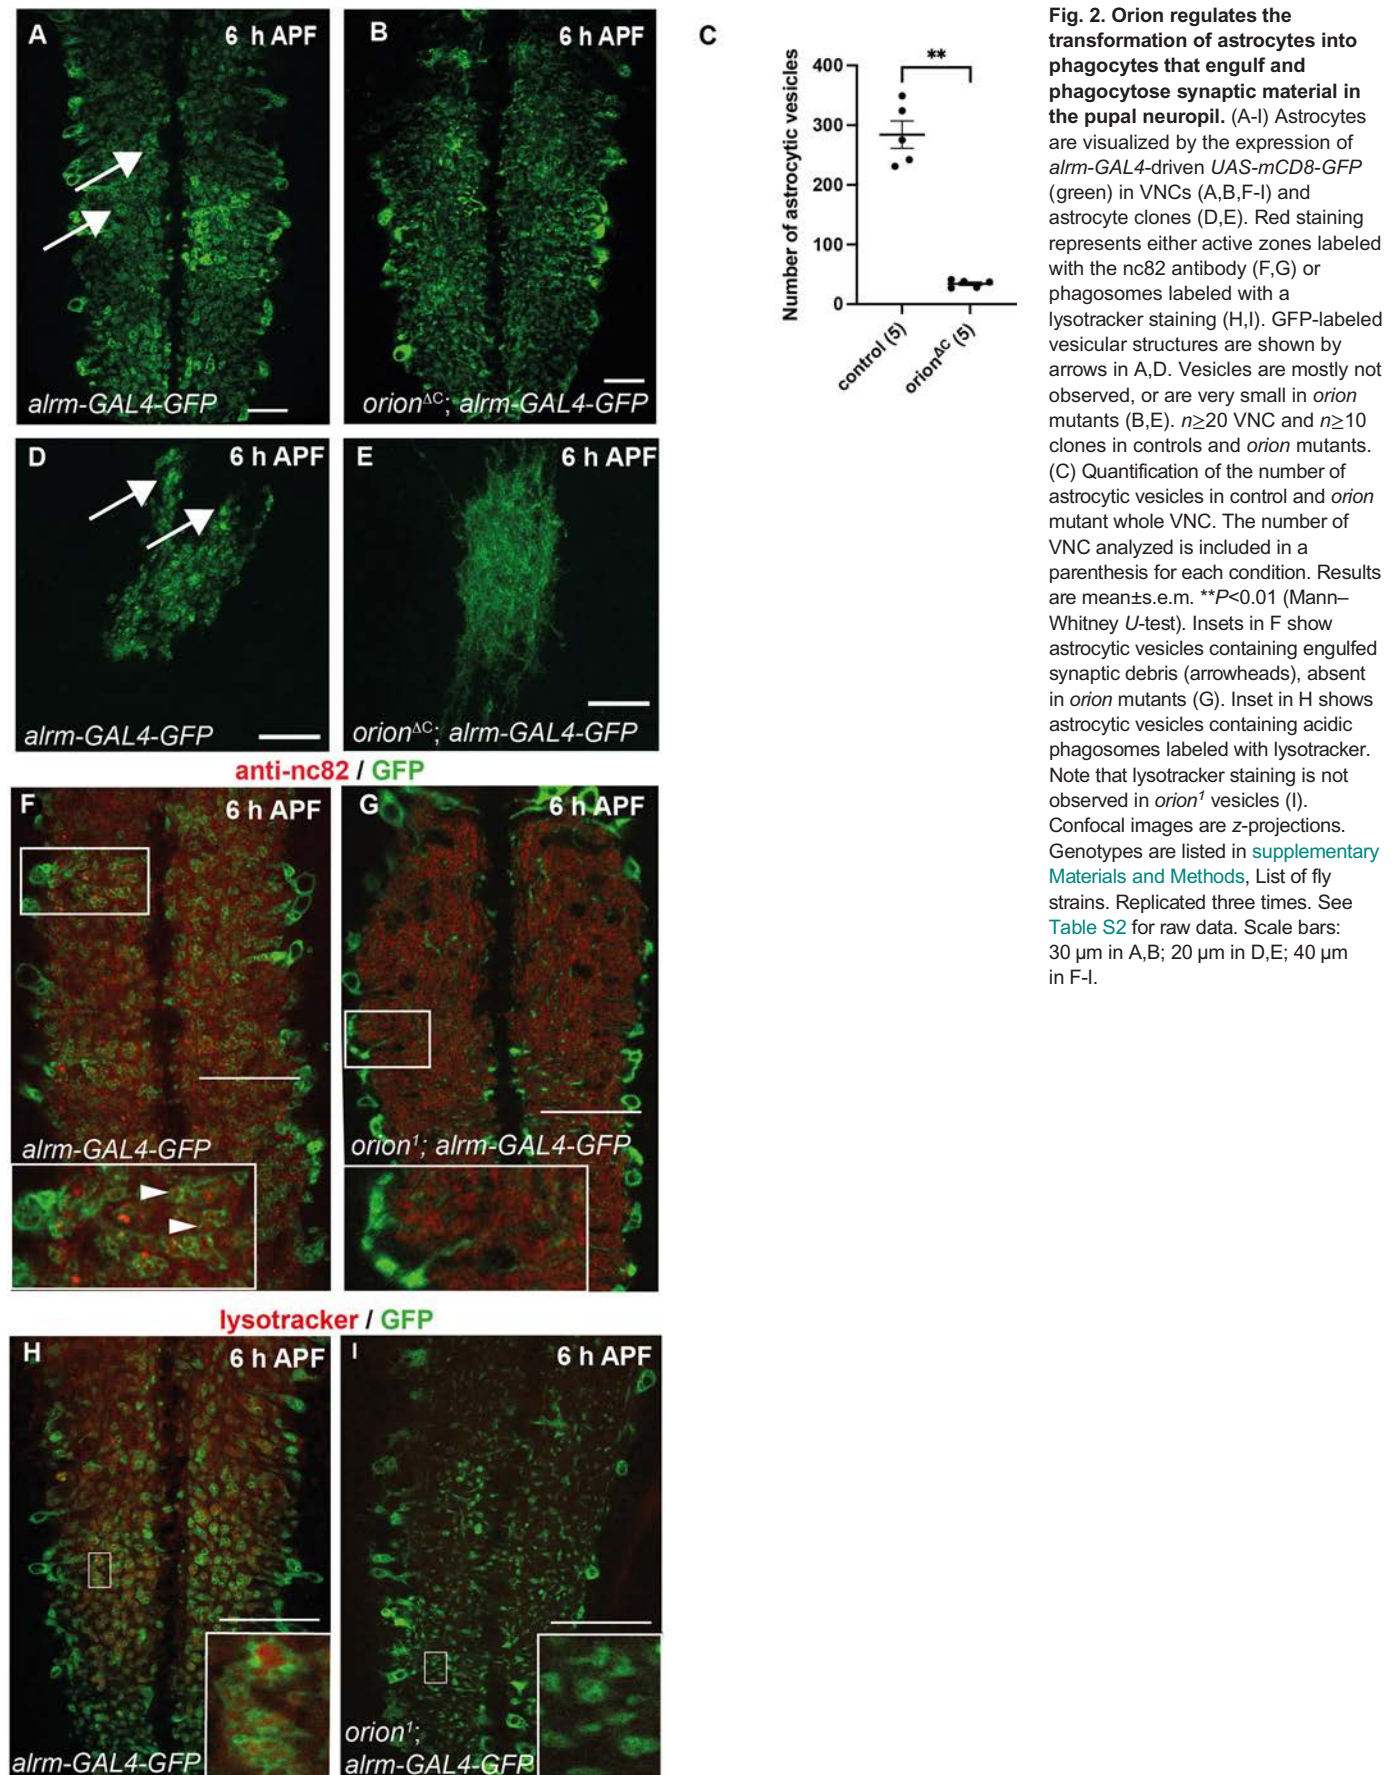 A
6 h APF
alrm-GAL4-GFP
B
6 h APF
orionΔC; alrm-GAL4-GFP
C
Number of astrocytic vesicles
400
300
200
100
0
**
control (5)
orionΔC (5)
D
6 h APF
alrm-GAL4-GFP
E
6 h APF
orionΔC; alrm-GAL4-GFP
anti-nc82 / GFP
F
6 h APF
alrm-GAL4-GFP
G
6 h APF
orion¹; alrm-GAL4-GFP
lysotracker / GFP
H
6 h APF
alrm-GAL4-GFP
I
6 h APF
orion¹;
alrm-GAL4-GFP
Fig. 2. Orion regulates the
transformation of astrocytes into
phagocytes that engulf and
phagocytose synaptic material in
the pupal neuropil. (A-I) Astrocytes
are visualized by the expression of
alrm-GAL4-driven UAS-mCD8-GFP
(green) in VNCs (A,B,F-I) and
astrocyte clones (D,E). Red staining
represents either active zones labeled
with the nc82 antibody (F,G) or
phagosomes labeled with a
lysotracker staining (H,I). GFP-labeled
vesicular structures are shown by
arrows in A,D. Vesicles are mostly not
observed, or are very small in orion
mutants (B,E). n≥20 VNC and n≥10
clones in controls and orion mutants.
(C) Quantification of the number of
astrocytic vesicles in control and orion
mutant whole VNC. The number of
VNC analyzed is included in a
parenthesis for each condition. Results
are mean±s.e.m. **P<0.01 (Mann–
Whitney U-test). Insets in F show
astrocytic vesicles containing engulfed
synaptic debris (arrowheads), absent
in orion mutants (G). Inset in H shows
astrocytic vesicles containing acidic
phagosomes labeled with lysotracker.
Note that lysotracker staining is not
observed in orion¹ vesicles (I).
Confocal images are z-projections.
Genotypes are listed in supplementary
Materials and Methods, List of fly
strains. Replicated three times. See
Table S2 for raw data. Scale bars:
30 µm in A,B; 20 µm in D,E; 40 µm
in F-I.